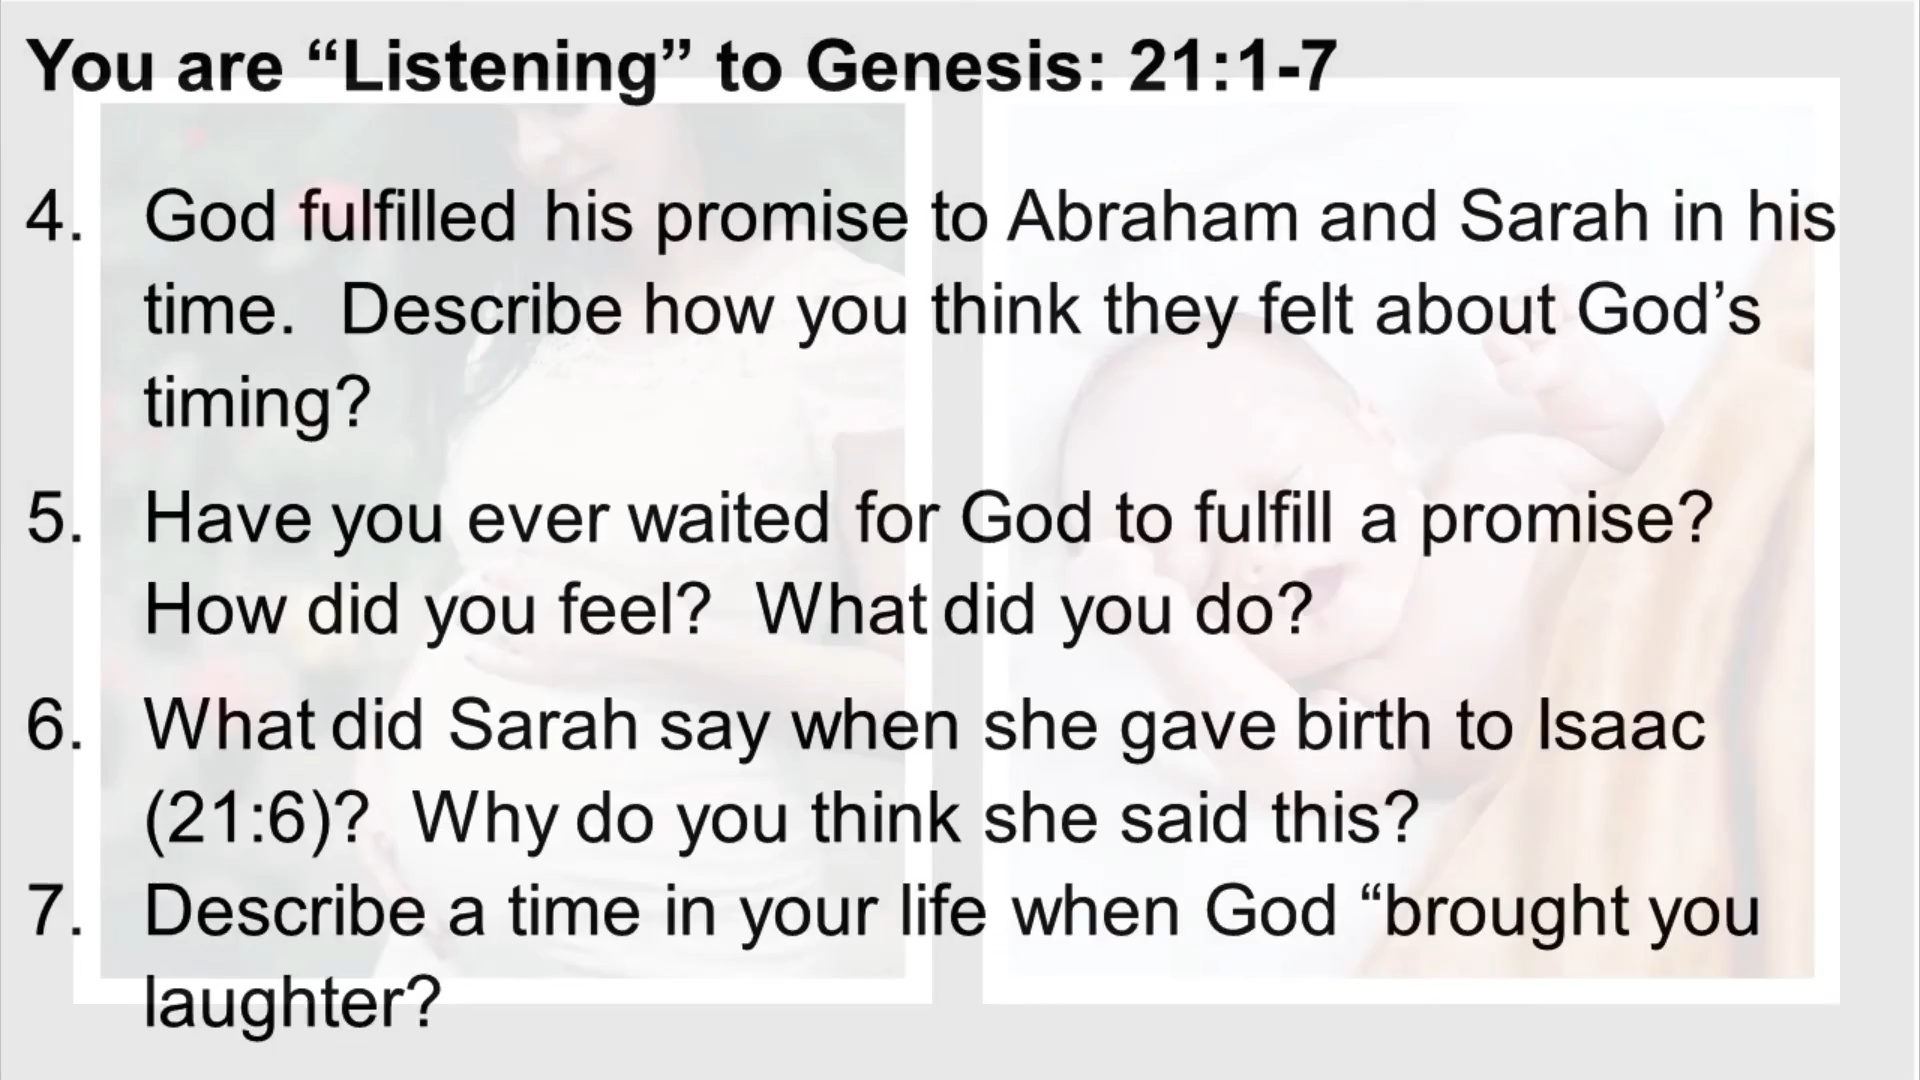 You are “Listening” to Genesis: 21:1-7
4. God fulfilled his promise to Abraham and Sarah in his
time.  Describe how you think they felt about God’s
timing?
5. Have you ever waited for God to fulfill a promise?
How did you feel?  What did you do?
6. What did Sarah say when she gave birth to Isaac
(21:6)?  Why do you think she said this?
7. Describe a time in your life when God “brought you
laughter?